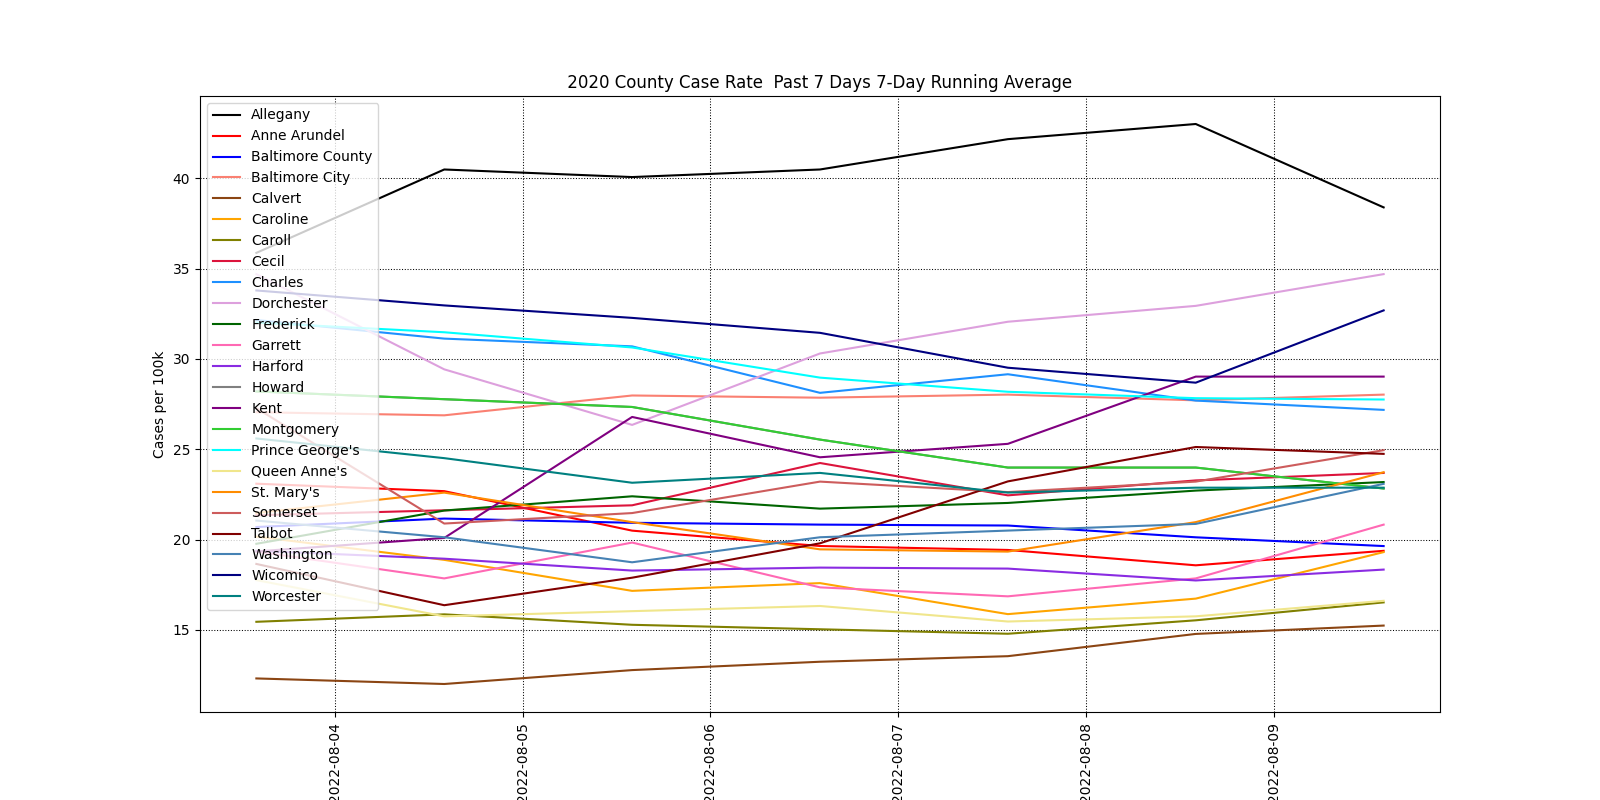 2020 County Case Rate  Past 7 Days 7-Day Running Average
Allegany
Anne Arundel
Baltimore County
Baltimore City
Calvert
Caroline
Caroll
Cecil
Charles
Dorchester
Frederick
Garrett
Harford
Howard
Kent
Montgomery
Prince George's
Queen Anne's
St. Mary's
Somerset
Talbot
Washington
Wicomico
Worcester
Cases per 100k
40
35
30
25
20
15
2022-08-04
2022-08-05
2022-08-06
2022-08-07
2022-08-08
2022-08-09